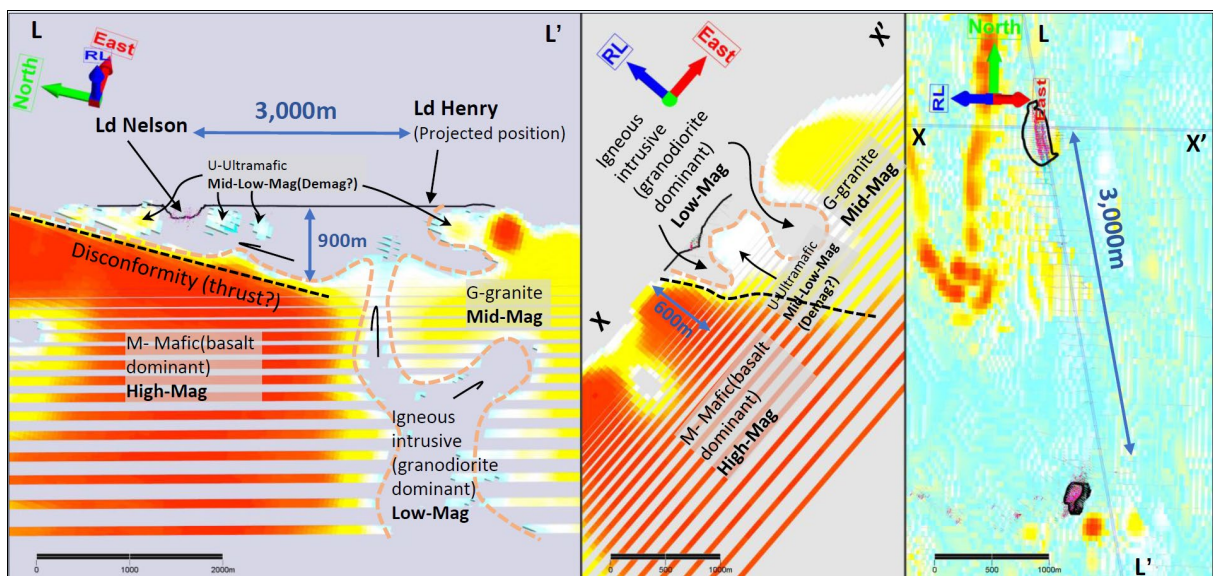 L
L'
East
RL
North
3,000m
Ld Nelson
Ld Henry
(Projected position)
U-Ultramafic
Mid-Low-Mag(Demag?)
900m
Disconformity (thrust?)
G-granite
Mid-Mag
M- Mafic(basalt
dominant)
High-Mag
Igneous
intrusive
(granodiorite
dominant)
Low-Mag
0
1000
2000m
X'
RL
East
Igneous
intrusive
(granodiorite
dominant)
Low-Mag
G-granite
Mid-Mag
U-Ultramafic
Mid-Low-Mag
(Demag?)
X
600m
M- Mafic(basalt
dominant)
High-Mag
0
500
1000m
North
L
RL
East
X
X'
3,000m
0
500
1000m
L'